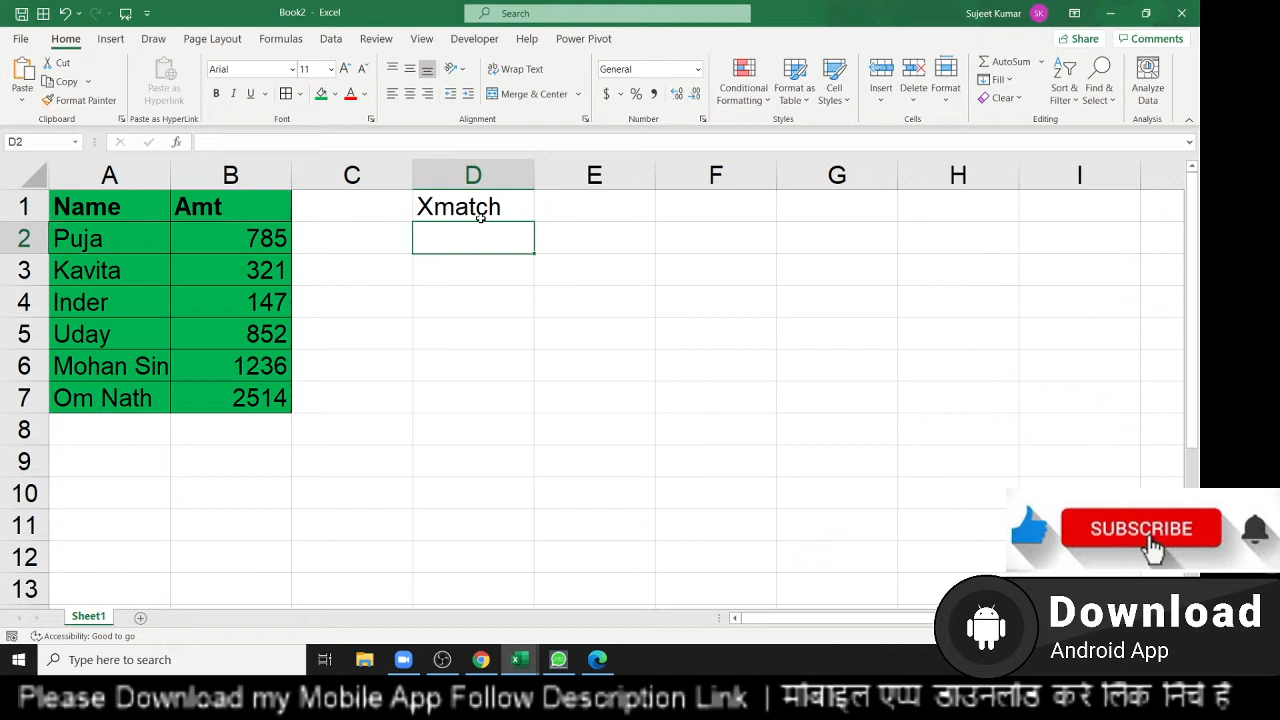 Book2 - Excel
Search
Sujeet Kumar
SK
File Home Insert Draw Page Layout Formulas Data Review View Developer Help Power Pivot
Share
Comments
Paste
Cut
Copy
Format Painter
Clipboard
Paste as Hyperlink
Paste as HyperLink
Arial
11
B I U
Font
Wrap Text
Merge & Center
Alignment
General
$ % ,
Number
Conditional Formatting
Format as Table
Cell Styles
Styles
Insert
Delete
Format
Cells
AutoSum
Fill
Clear
Sort & Filter
Find & Select
Editing
Analyze Data
Analysis
D2
fx
A B C D E F G H I
1 Name Amt Xmatch
2 Puja 785
3 Kavita 321
4 Inder 147
5 Uday 852
6 Mohan Sin 1236
7 Om Nath 2514
8
9
10
11
12
13
SUBSCRIBE
Download
Android App
Sheet1
Accessibility: Good to go
Type here to search
Please Download my Mobile App Follow Description Link | मोबाइल एप्प डाउनलोड करे लिंक निचे है